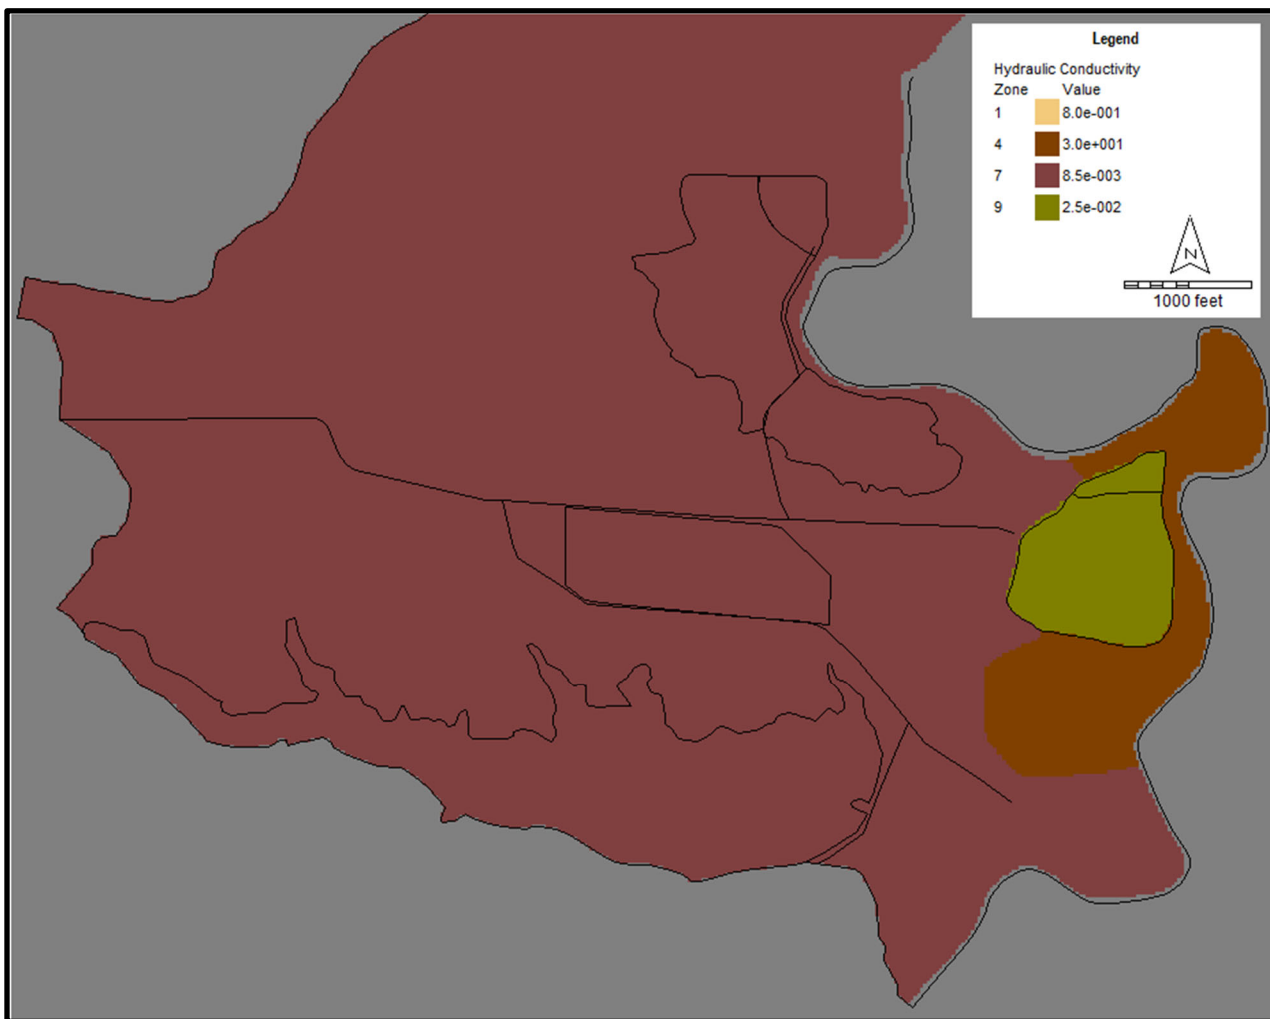 Legend
Hydraulic Conductivity
Zone Value
1 8.0e-001
4 3.0e+001
7 8.5e-003
9 2.5e-002
N
1000 feet